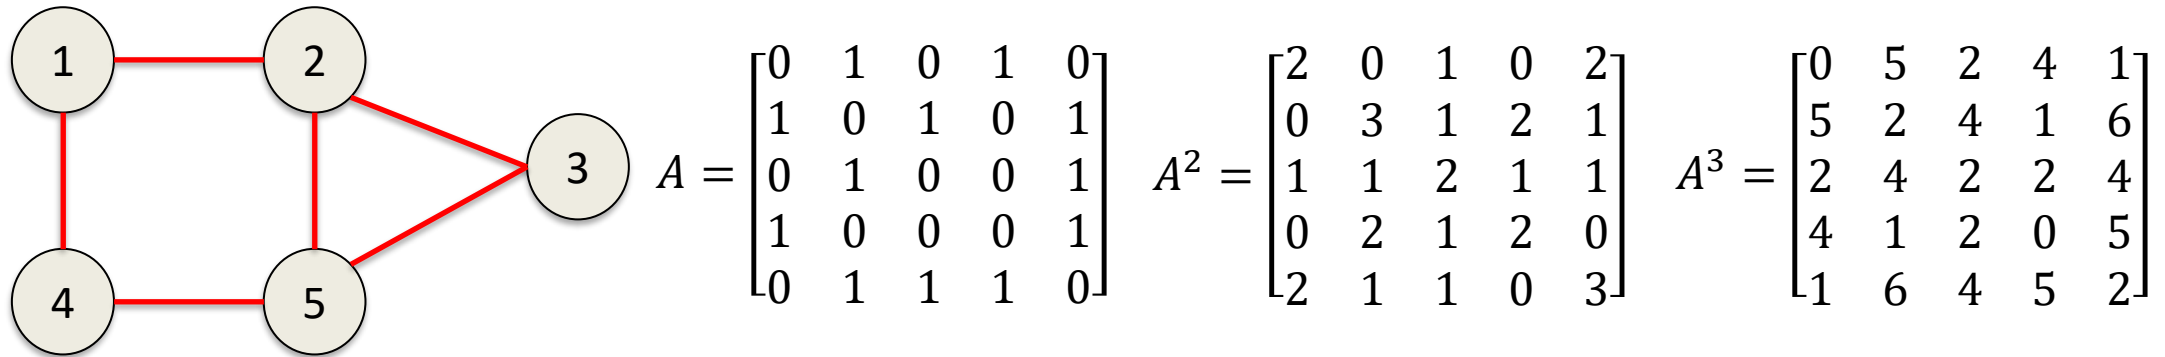 1 2 3 4 5
A = [0 1 0 1 0
1 0 1 0 1
0 1 0 0 1
1 0 0 0 1
0 1 1 1 0]
A² = [2 0 1 0 2
0 3 1 2 1
1 1 2 1 1
0 2 1 2 0
2 1 1 0 3]
A³ = [0 5 2 4 1
5 2 4 1 6
2 4 2 2 4
4 1 2 0 5
1 6 4 5 2]